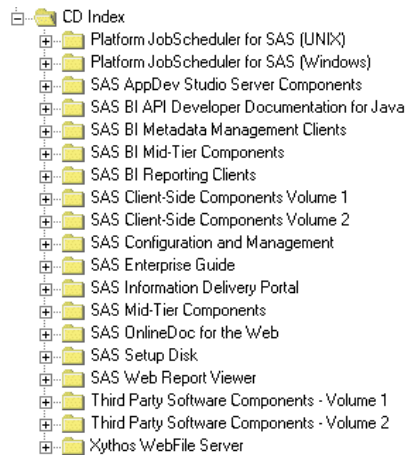 CD Index
Platform JobScheduler for SAS (UNIX)
Platform JobScheduler for SAS (Windows)
SAS AppDev Studio Server Components
SAS BI API Developer Documentation for Java
SAS BI Metadata Management Clients
SAS BI Mid-Tier Components
SAS BI Reporting Clients
SAS Client-Side Components Volume 1
SAS Client-Side Components Volume 2
SAS Configuration and Management
SAS Enterprise Guide
SAS Information Delivery Portal
SAS Mid-Tier Components
SAS OnlineDoc for the Web
SAS Setup Disk
SAS Web Report Viewer
Third Party Software Components - Volume 1
Third Party Software Components - Volume 2
Xythos WebFile Server